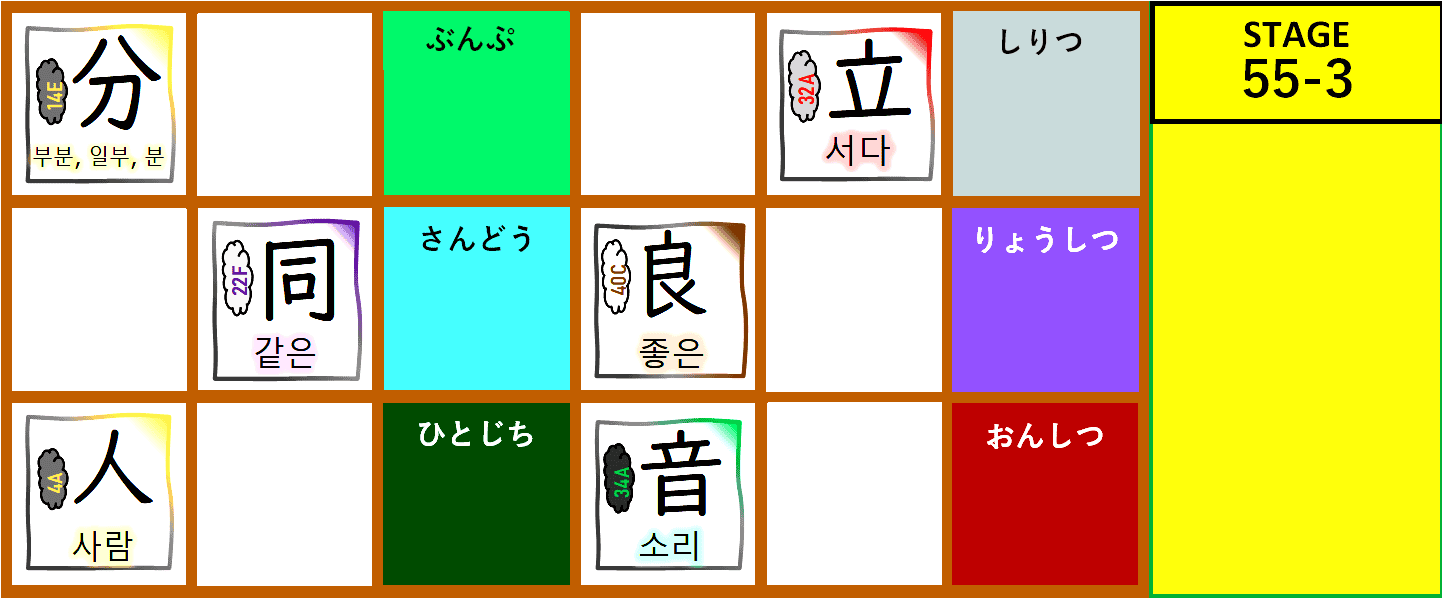 14E
分
부분, 일부, 분
ぶんぷ
32A
立
서다
しりつ
STAGE
55-3
22F
同
같은
さんどう
40C
良
좋은
りょうしつ
4A
人
사람
ひとじち
34A
音
소리
おんしつ